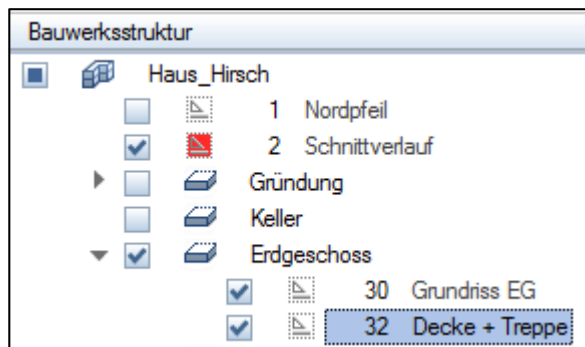 Bauwerksstruktur
Haus_Hirsch
1 Nordpfeil
2 Schnittverlauf
Gründung
Keller
Erdgeschoss
30 Grundriss EG
32 Decke + Treppe